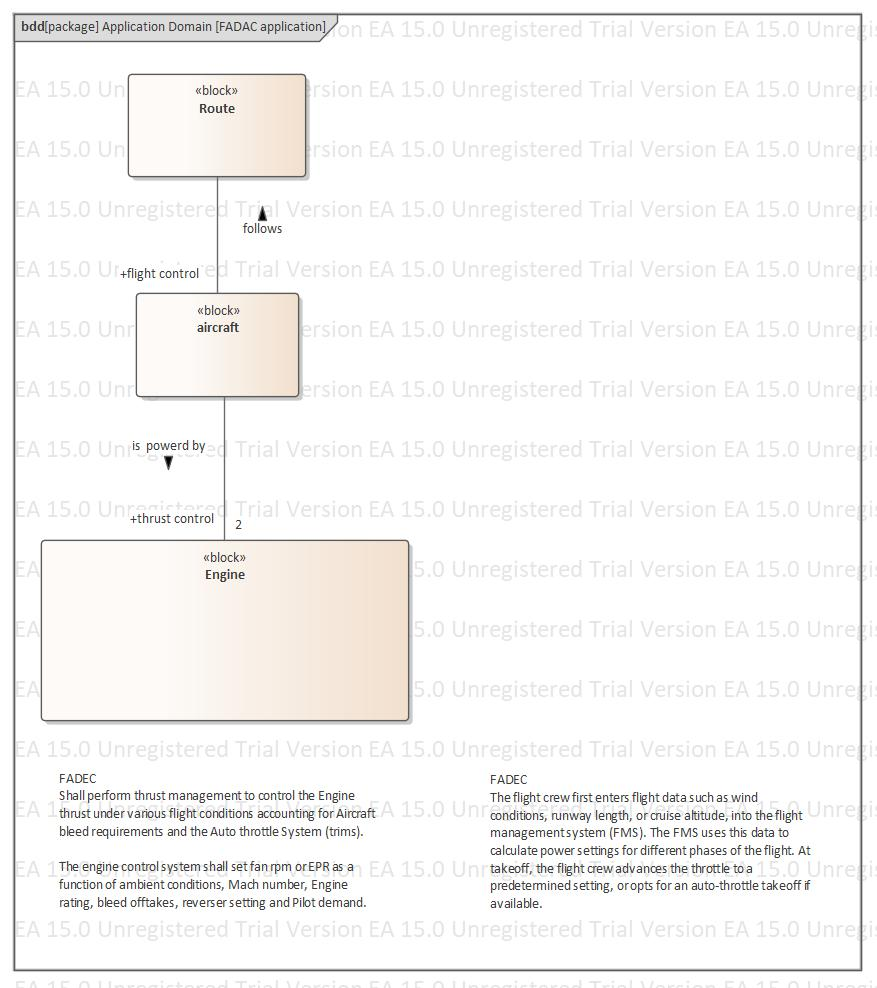 bdd [package] Application Domain [FADAC application]
«block»
Route
follows
+flight control
«block»
aircraft
is powerd by
+thrust control
2
«block»
Engine
FADEC
Shall perform thrust management to control the Engine
thrust under various flight conditions accounting for Aircraft
bleed requirements and the Auto throttle System (trims).
The engine control system shall set fan rpm or EPR as a
function of ambient conditions, Mach number, Engine
rating, bleed offtakes, reverser setting and Pilot demand.
FADEC
The flight crew first enters flight data such as wind
conditions, runway length, or cruise altitude, into the flight
management system (FMS). The FMS uses this data to
calculate power settings for different phases of the flight. At
takeoff, the flight crew advances the throttle to a
predetermined setting, or opts for an auto-throttle takeoff if
available.
EA 15.0 Unregistered Trial Version